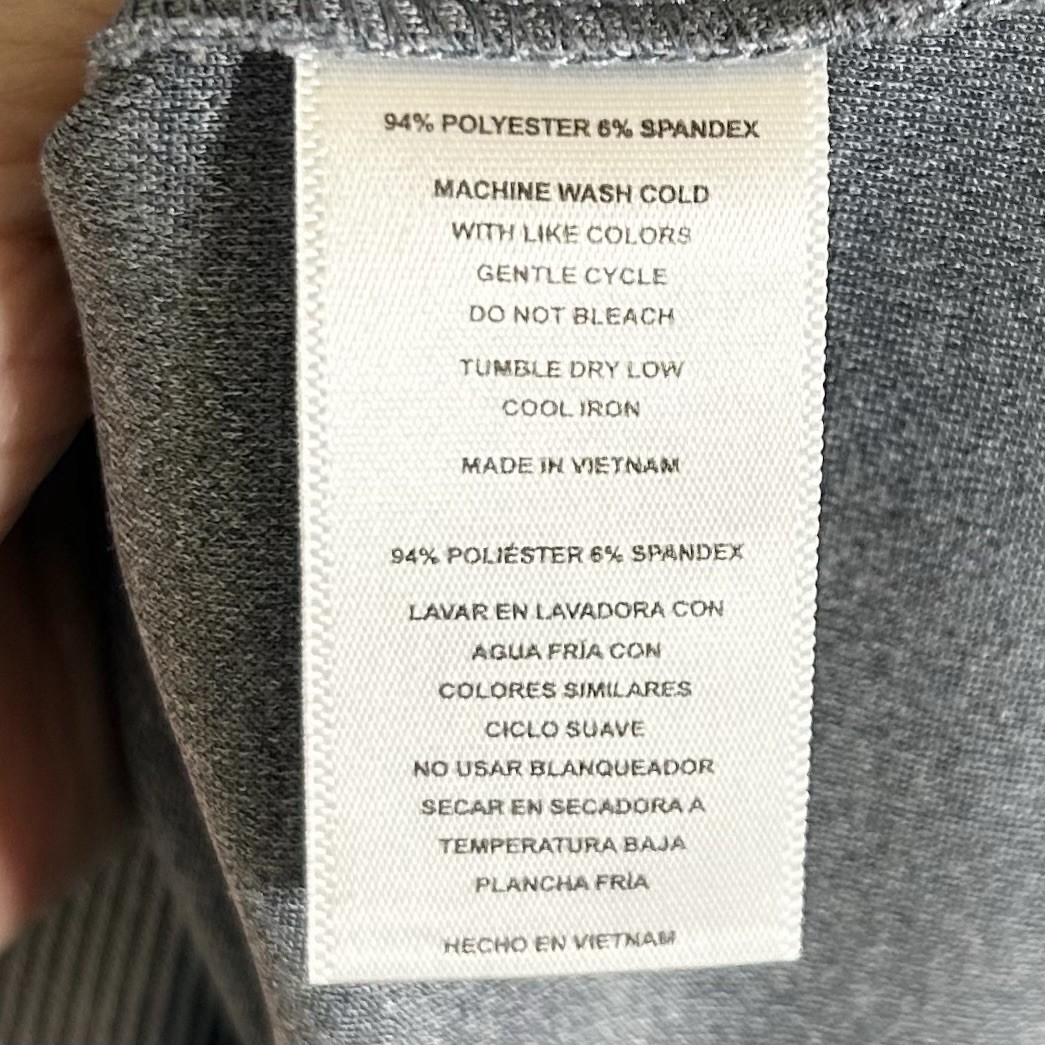 94% POLYESTER 6% SPANDEX
MACHINE WASH COLD
WITH LIKE COLORS
GENTLE CYCLE
DO NOT BLEACH
TUMBLE DRY LOW
COOL IRON
MADE IN VIETNAM
94% POLIÉSTER 6% SPANDEX
LAVAR EN LAVADORA CON
AGUA FRÍA CON
COLORES SIMILARES
CICLO SUAVE
NO USAR BLANQUEADOR
SECAR EN SECADORA A
TEMPERATURA BAJA
PLANCHA FRÍA
HECHO EN VIETNAM